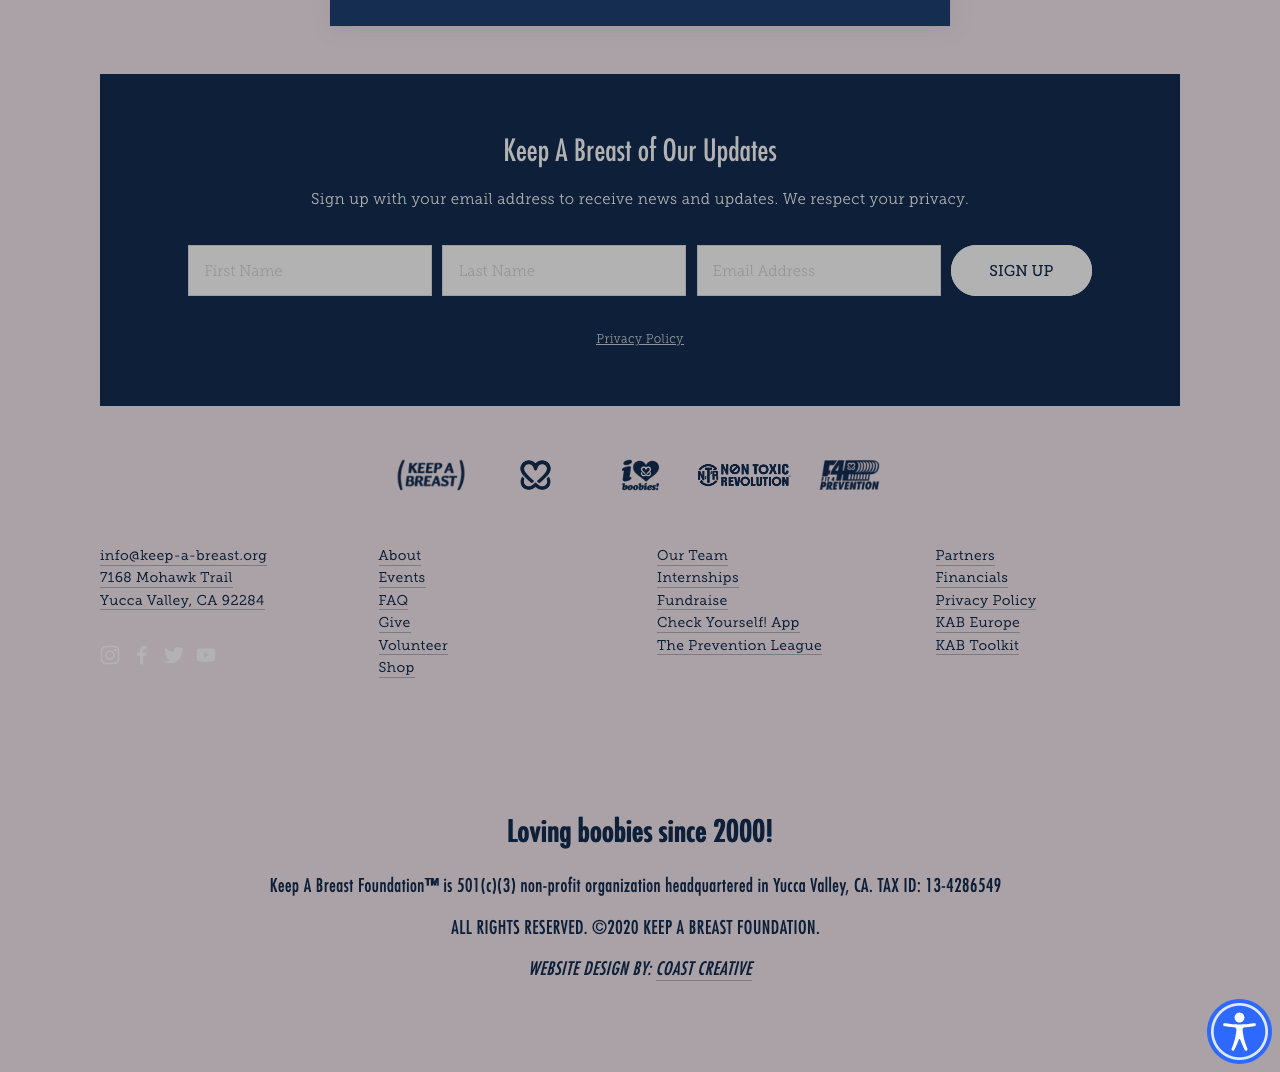 Keep A Breast of Our Updates
Sign up with your email address to receive news and updates. We respect your privacy.
First Name
Last Name
Email Address
SIGN UP
Privacy Policy
(KEEP A BREAST)
i boobies!
NTR NON TOXIC REVOLUTION
FA PREVENTION
info@keep-a-breast.org
7168 Mohawk Trail
Yucca Valley, CA 92284
About
Events
FAQ
Give
Volunteer
Shop
Our Team
Internships
Fundraise
Check Yourself! App
The Prevention League
Partners
Financials
Privacy Policy
KAB Europe
KAB Toolkit
Loving boobies since 2000!
Keep A Breast Foundation™ is 501(c)(3) non-profit organization headquartered in Yucca Valley, CA. TAX ID: 13-4286549
ALL RIGHTS RESERVED. ©2020 KEEP A BREAST FOUNDATION.
WEBSITE DESIGN BY: COAST CREATIVE